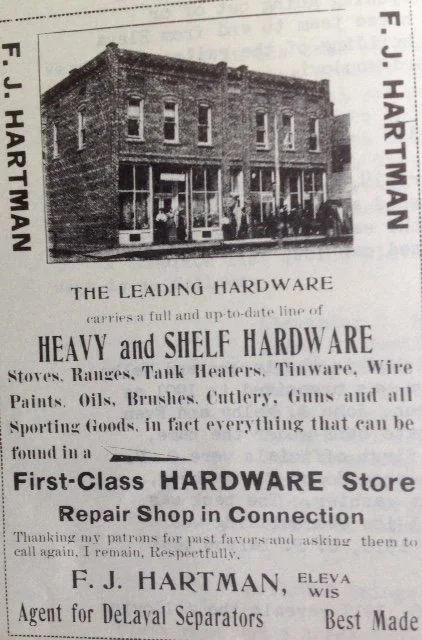 F. J. HARTMAN
F. J. HARTMAN
THE LEADING HARDWARE
carries a full and up-to-date line of
HEAVY and SHELF HARDWARE
Stoves, Ranges, Tank Heaters, Tinware, Wire
Paints, Oils, Brushes, Cutlery, Guns and all
Sporting Goods, in fact everything that can be
found in a
First-Class HARDWARE Store
Repair Shop in Connection
Thanking my patrons for past favors and asking them to
call again, I remain, Respectfully,
F. J. HARTMAN, ELEVA
WIS
Agent for DeLaval Separators Best Made